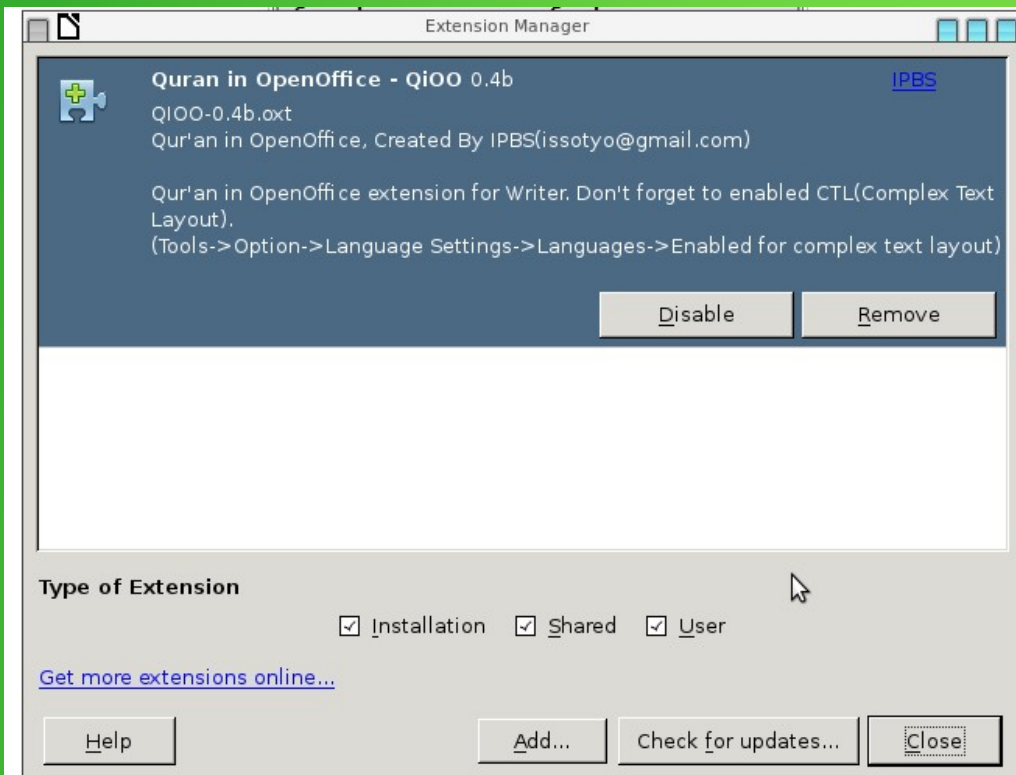 Extension Manager
Quran in OpenOffice - QiOO 0.4b IPBS
QIOO-0.4b.oxt
Qur'an in OpenOffice, Created By IPBS(issotyo@gmail.com)
Qur'an in OpenOffice extension for Writer. Don't forget to enabled CTL(Complex Text
Layout).
(Tools->Option->Language Settings->Languages->Enabled for complex text layout)
Disable Remove
Type of Extension
Installation Shared User
Get more extensions online...
Help Add... Check for updates... Close